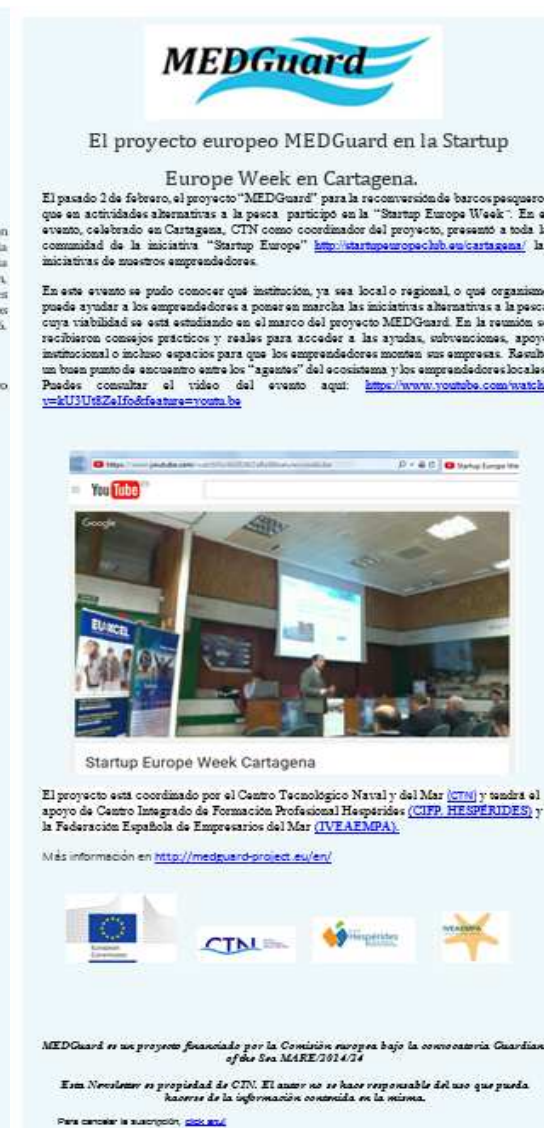 MEDGuard
El proyecto europeo MEDGuard en la Startup
Europe Week en Cartagena.
El pasado 2 de febrero, el proyecto "MEDGuard" para la reconversión de barcos pesquero
que en actividades alternativas a la pesca participó en la "Startup Europe Week". En e
evento, celebrado en Cartagena, CTN como coordinador del proyecto, presentó a toda l
comunidad de la iniciativa "Startup Europe" http://startupeuropeclub.eu/cartagena/ la
iniciativas de nuestros emprendedores.
En este evento se pudo conocer qué institución, ya sea local o regional, o qué organism
puede ayudar a los emprendedores a poner en marcha las iniciativas alternativas a la pesca
cuya viabilidad se está estudiando en el marco del proyecto MEDGuard. En la reunión se
recibieron consejos prácticos y reales para acceder a las ayudas, subvenciones, apoyo
institucional o incluso espacios para que los emprendedores monten sus empresas. Result
un buen punto de encuentro entre los "agentes" del ecosistema y los emprendedores locales
Puedes consultar el video del evento aquí: https://www.youtube.com/watch
v=kU3Ut8ZeIfo&feature=youtu.be
Startup Europe We
YouTube
Google
EU-XCEL
Startup Europe Week Cartagena
El proyecto está coordinado por el Centro Tecnológico Naval y del Mar (CTN) y tendrá el
apoyo de Centro Integrado de Formación Profesional Hespérides (CIFP. HESPÉRIDES) y
la Federación Española de Empresarios del Mar (IVEAEMPA).
Más información en http://medguard-project.eu/en/
European
Commission
CTN
Hespérides
IVEAEMPA
MEDGuard es un proyecto financiado por la Comisión europea bajo la convocatoria Guardian
of the Sea MARE/2014/24
Esta Newsletter es propiedad de CTN. El autor no se hace responsable del uso que pueda
hacerse de la información contenida en la misma.
Para cancelar la suscripción, click aquí